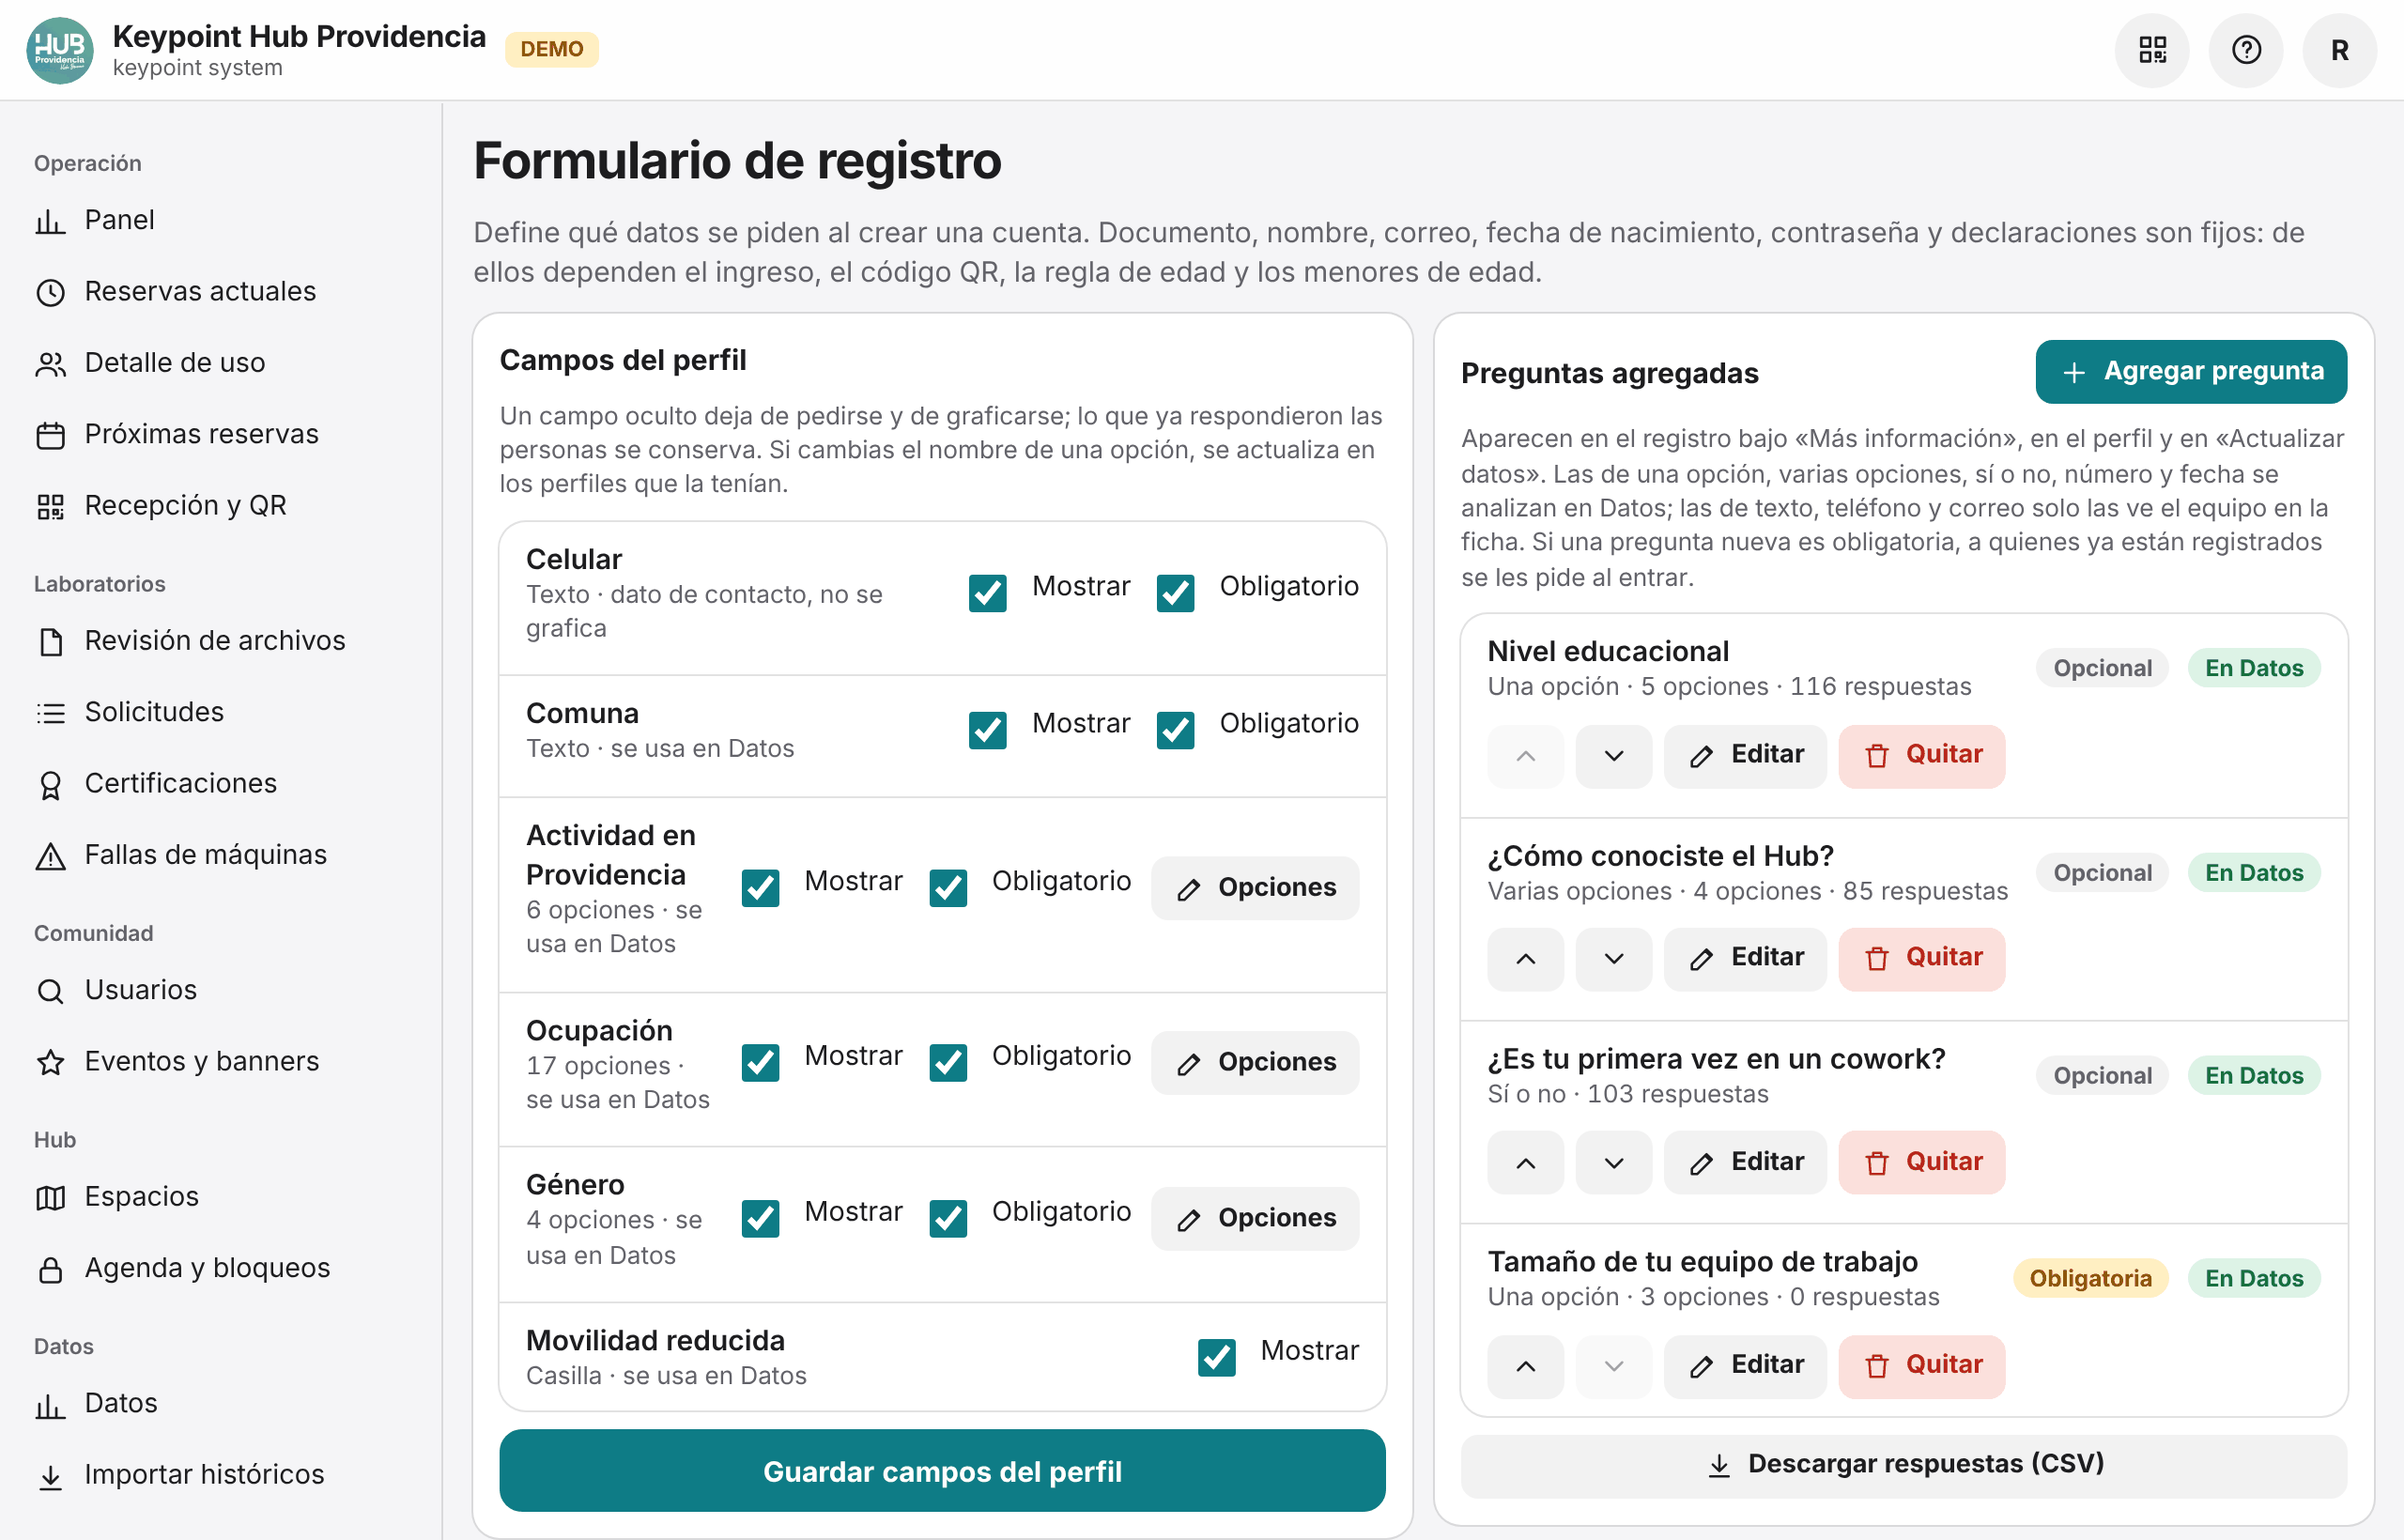 HUB
Providencia
Keypoint Hub Providencia
keypoint system
DEMO
R
Operación
Panel
Reservas actuales
Detalle de uso
Próximas reservas
Recepción y QR
Laboratorios
Revisión de archivos
Solicitudes
Certificaciones
Fallas de máquinas
Comunidad
Usuarios
Eventos y banners
Hub
Espacios
Agenda y bloqueos
Datos
Datos
Importar históricos
Formulario de registro
Define qué datos se piden al crear una cuenta. Documento, nombre, correo, fecha de nacimiento, contraseña y declaraciones son fijos: de
ellos dependen el ingreso, el código QR, la regla de edad y los menores de edad.
Campos del perfil
Un campo oculto deja de pedirse y de graficarse; lo que ya respondieron las
personas se conserva. Si cambias el nombre de una opción, se actualiza en
los perfiles que la tenían.
Celular
Texto · dato de contacto, no se
grafica
Mostrar
Obligatorio
Comuna
Texto · se usa en Datos
Mostrar
Obligatorio
Actividad en
Providencia
6 opciones · se
usa en Datos
Mostrar
Obligatorio
Opciones
Ocupación
17 opciones ·
se usa en Datos
Mostrar
Obligatorio
Opciones
Género
4 opciones · se
usa en Datos
Mostrar
Obligatorio
Opciones
Movilidad reducida
Casilla · se usa en Datos
Mostrar
Guardar campos del perfil
Preguntas agregadas
Agregar pregunta
Aparecen en el registro bajo «Más información», en el perfil y en «Actualizar
datos». Las de una opción, varias opciones, sí o no, número y fecha se
analizan en Datos; las de texto, teléfono y correo solo las ve el equipo en la
ficha. Si una pregunta nueva es obligatoria, a quienes ya están registrados
se les pide al entrar.
Nivel educacional
Una opción · 5 opciones · 116 respuestas
Opcional
En Datos
Editar
Quitar
¿Cómo conociste el Hub?
Varias opciones · 4 opciones · 85 respuestas
Opcional
En Datos
Editar
Quitar
¿Es tu primera vez en un cowork?
Sí o no · 103 respuestas
Opcional
En Datos
Editar
Quitar
Tamaño de tu equipo de trabajo
Una opción · 3 opciones · 0 respuestas
Obligatoria
En Datos
Editar
Quitar
Descargar respuestas (CSV)